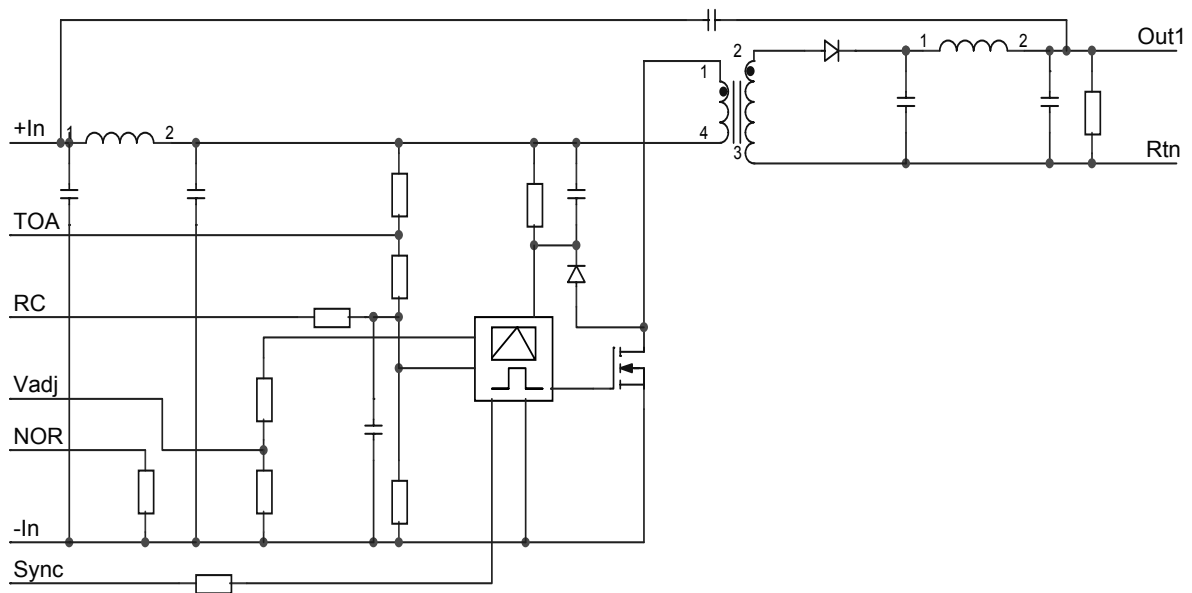 Out1
2
1 2
1
+In 1 2
4
3
Rtn
TOA
RC
Vadj
NOR
-In
Sync